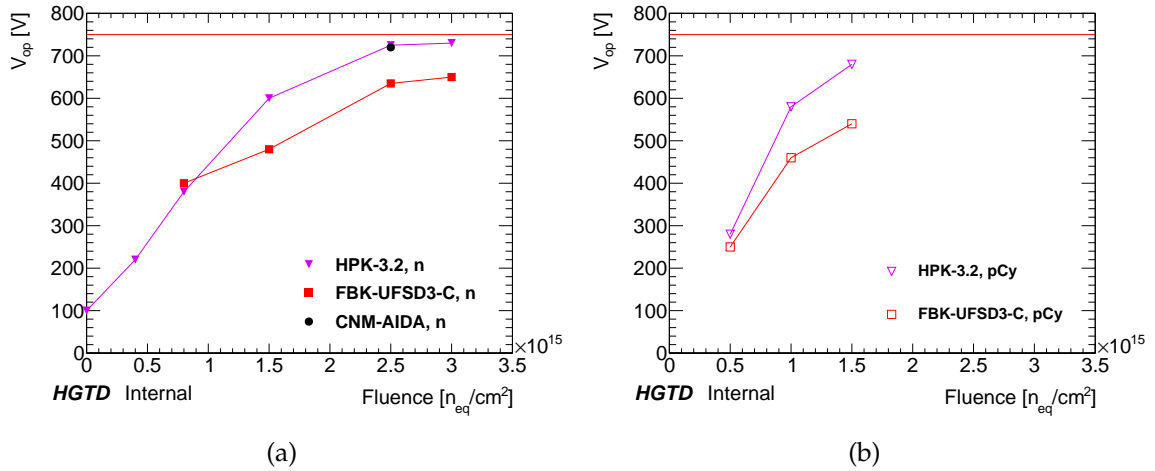 V_op [V]
800
700
600
500
400
300
200
100
0
HPK-3.2, n
FBK-UFSD3-C, n
CNM-AIDA, n
0 0.5 1 1.5 2 2.5 3 3.5
×10^15
HGTD Internal
Fluence [n_eq/cm^2]
(a)
V_op [V]
800
700
600
500
400
300
200
100
0
HPK-3.2, pCy
FBK-UFSD3-C, pCy
0 0.5 1 1.5 2 2.5 3 3.5
×10^15
HGTD Internal
Fluence [n_eq/cm^2]
(b)